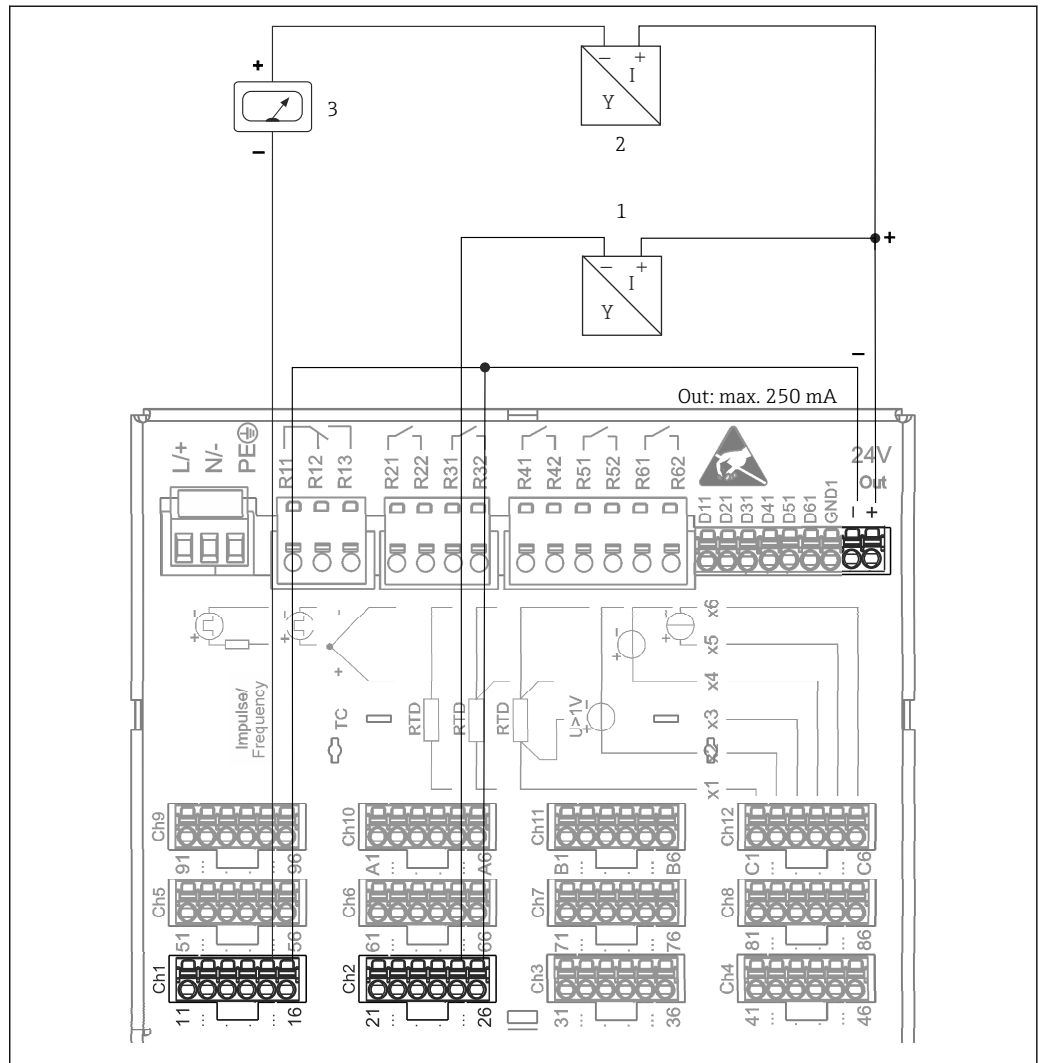 − +
I
Y
2
+
3
−
1
− +
I
Y
+
−
Out: max. 250 mA
L/+
N/-
PE
R11
R12
R13
R21
R22
R31
R32
R41
R42
R51
R52
R61
R62
D11
D21
D31
D41
D51
D61
GND1
24V
Out
− +
+ -
+ -
+
+ -
+ -
+ -
Impulse/
Frequency
TC
RTD
RTD
RTD
U>1V
x6
x5
x4
x3
x2
x1
Ch9
91 ... . ... 96
Ch10
A1 ... . ... A6
Ch11
B1 ... . ... B6
Ch12
C1 ... . ... C6
Ch5
51 ... . ... 56
Ch6
61 ... . ... 66
Ch7
71 ... . ... 76
Ch8
81 ... . ... 86
Ch1
11 ... . ... 16
Ch2
21 ... . ... 26
Ch3
31 ... . ... 36
Ch4
41 ... . ... 46